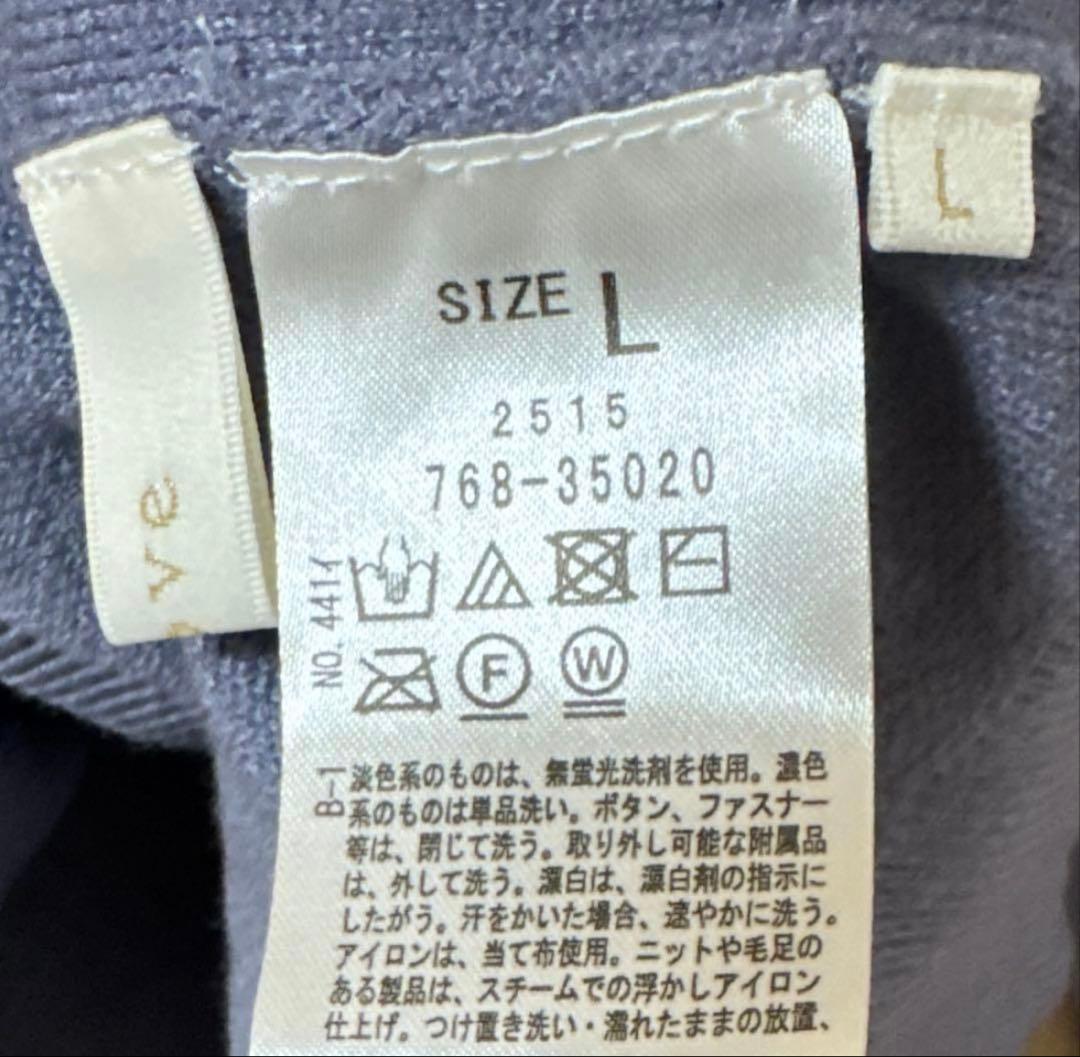 ve
L
SIZE L
2515
768-35020
NO.4411
F
W
B-1
淡色系のものは、無蛍光洗剤を使用。濃色
系のものは単品洗い。ボタン、ファスナー
等は、閉じて洗う。取り外し可能な附属品
は、外して洗う。漂白は、漂白剤の指示に
したがう。汗をかいた場合、速やかに洗う。
アイロンは、当て布使用。ニットや毛足の
ある製品は、スチームでの浮かしアイロン
仕上げ。つけ置き洗い・濡れたままの放置、